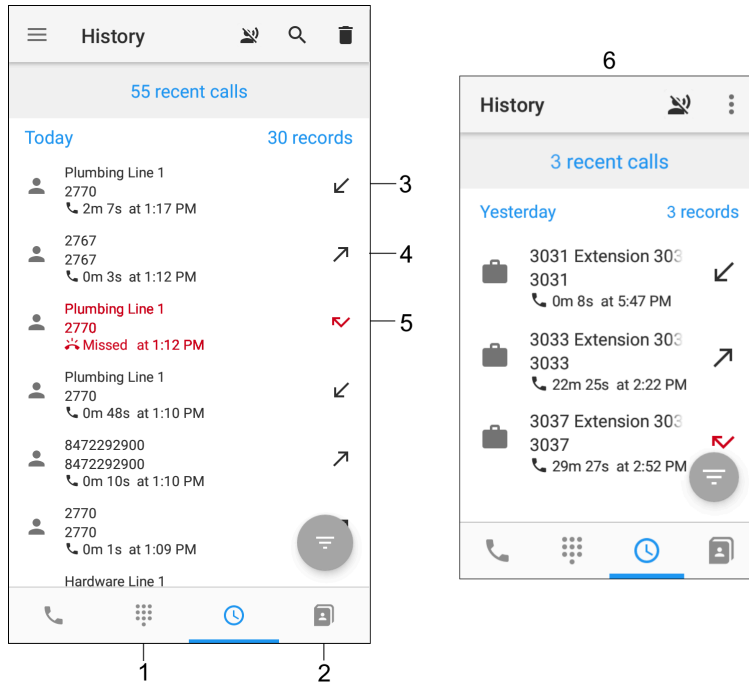 History
55 recent calls
Today 30 records
Plumbing Line 1
2770
2m 7s at 1:17 PM
3
2767
2767
0m 3s at 1:12 PM
4
Plumbing Line 1
2770
Missed at 1:12 PM
5
Plumbing Line 1
2770
0m 48s at 1:10 PM
8472292900
8472292900
0m 10s at 1:10 PM
2770
2770
0m 1s at 1:09 PM
Hardware Line 1
1
2
6
History
3 recent calls
Yesterday 3 records
3031 Extension 303
3031
0m 8s at 5:47 PM
3033 Extension 303
3033
22m 25s at 2:22 PM
3037 Extension 303
3037
29m 27s at 2:52 PM